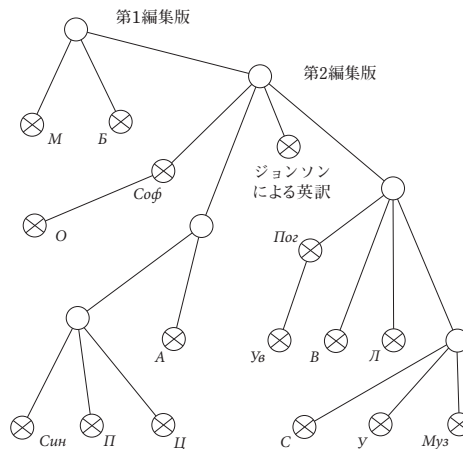 第1編集版
第2編集版
М
Б
Соф
ジョンソン
による英訳
О
Пог
А
Ув
В
Л
Син
П
Ц
С
У
Муз